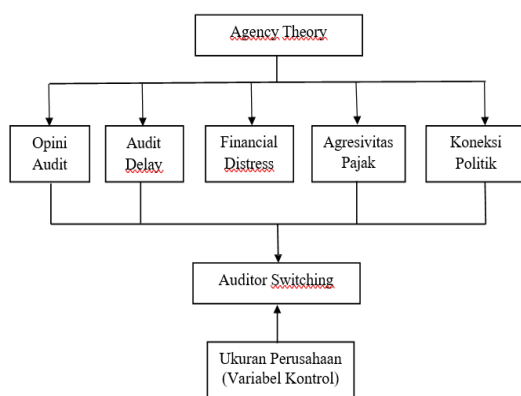 Agency Theory
Opini
Audit
Audit
Delay
Financial
Distress
Agresivitas
Pajak
Koneksi
Politik
Auditor Switching
Ukuran Perusahaan
(Variabel Kontrol)